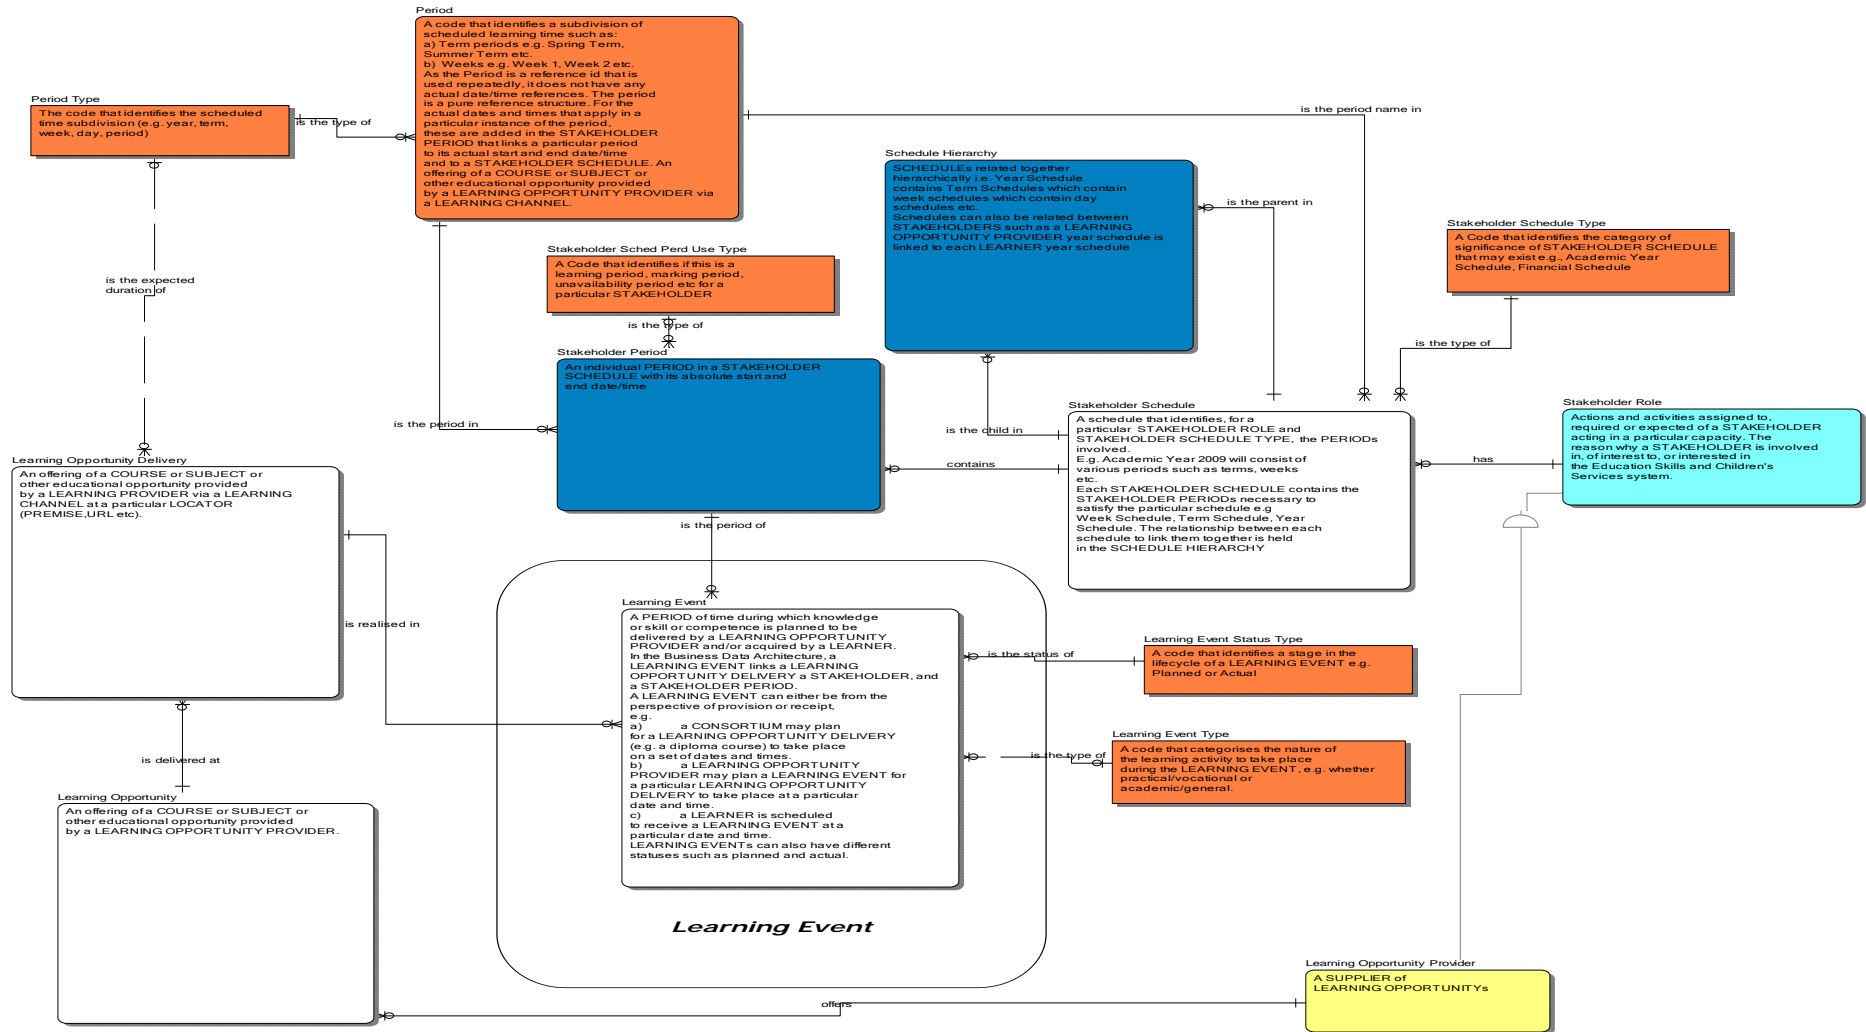 Period
A code that identifies a subdivision of
scheduled learning time such as:
a) Term periods e.g. Spring Term,
Summer Term etc.
b)  Weeks e.g. Week 1, Week 2 etc.
As the Period is a reference id that is
used repeatedly, it does not have any
actual date/time references. The period
is a pure reference structure. For the
actual dates and times that apply in a
particular instance of the period,
these are added in the STAKEHOLDER
PERIOD that links a particular period
to its actual start and end date/time
and to a STAKEHOLDER SCHEDULE. An
offering of a COURSE or SUBJECT or
other educational opportunity provided
by a LEARNING OPPORTUNITY PROVIDER via
a LEARNING CHANNEL.
Period Type
The code that identifies the scheduled
time subdivision (e.g. year, term,
week, day, period)
is the type of
is the period name in
Schedule Hierarchy
SCHEDULEs related together
hierarchically i.e. Year Schedule
contains Term Schedules which contain
week schedules which contain day
schedules etc.
Schedules can also be related between
STAKEHOLDERS such as a LEARNING
OPPORTUNITY PROVIDER year schedule is
linked to each LEARNER year schedule
is the parent in
Stakeholder Schedule Type
A Code that identifies the category of
significance of STAKEHOLDER SCHEDULE
that may exist e.g., Academic Year
Schedule, Financial Schedule
Stakeholder Sched Perd Use Type
A Code that identifies if this is a
learning period, marking period,
unavailability period etc for a
particular STAKEHOLDER
is the expected
duration of
is the type of
is the type of
Stakeholder Period
An individual PERIOD in a STAKEHOLDER
SCHEDULE with its absolute start and
end date/time
is the period in
is the child in
contains
Stakeholder Schedule
A schedule that identifies, for a
particular  STAKEHOLDER ROLE and
STAKEHOLDER SCHEDULE TYPE,  the PERIODs
involved.
E.g. Academic Year 2009 will consist of
various periods such as terms, weeks
etc.
Each STAKEHOLDER SCHEDULE contains the
STAKEHOLDER PERIODs necessary to
satisfy the particular schedule e.g
Week Schedule, Term Schedule, Year
Schedule. The relationship between each
schedule to link them together is held
in the SCHEDULE HIERARCHY
has
Stakeholder Role
Actions and activities assigned to,
required or expected of a STAKEHOLDER
acting in a particular capacity. The
reason why a STAKEHOLDER is involved
in, of interest to, or interested in
the Education Skills and Children's
Services system.
Learning Opportunity Delivery
An offering of a COURSE or SUBJECT or
other educational opportunity provided
by a LEARNING PROVIDER via a LEARNING
CHANNEL at a particular LOCATOR
(PREMISE,URL etc).
is the period of
is realised in
Learning Event
A PERIOD of time during which knowledge
or skill or competence is planned to be
delivered by a LEARNING OPPORTUNITY
PROVIDER and/or acquired by a LEARNER.
In the Business Data Architecture, a
LEARNING EVENT links a LEARNING
OPPORTUNITY DELIVERY a STAKEHOLDER, and
a STAKEHOLDER PERIOD.
A LEARNING EVENT can either be from the
perspective of provision or receipt,
e.g.
a) a CONSORTIUM may plan
for a LEARNING OPPORTUNITY DELIVERY
(e.g. a diploma course) to take place
on a set of dates and times.
b) a LEARNING OPPORTUNITY
PROVIDER may plan a LEARNING EVENT for
a particular LEARNING OPPORTUNITY
DELIVERY to take place at a particular
date and time.
c) a LEARNER is scheduled
to receive a LEARNING EVENT at a
particular date and time.
LEARNING EVENTs can also have different
statuses such as planned and actual.
is the status of
Learning Event Status Type
A code that identifies a stage in the
lifecycle of a LEARNING EVENT e.g.
Planned or Actual
is the type of
Learning Event Type
A code that categorises the nature of
the learning activity to take place
during the LEARNING EVENT, e.g. whether
practical/vocational or
academic/general.
is delivered at
Learning Opportunity
An offering of a COURSE or SUBJECT or
other educational opportunity provided
by a LEARNING OPPORTUNITY PROVIDER.
Learning Event
offers
Learning Opportunity Provider
A SUPPLIER of
LEARNING OPPORTUNITYs